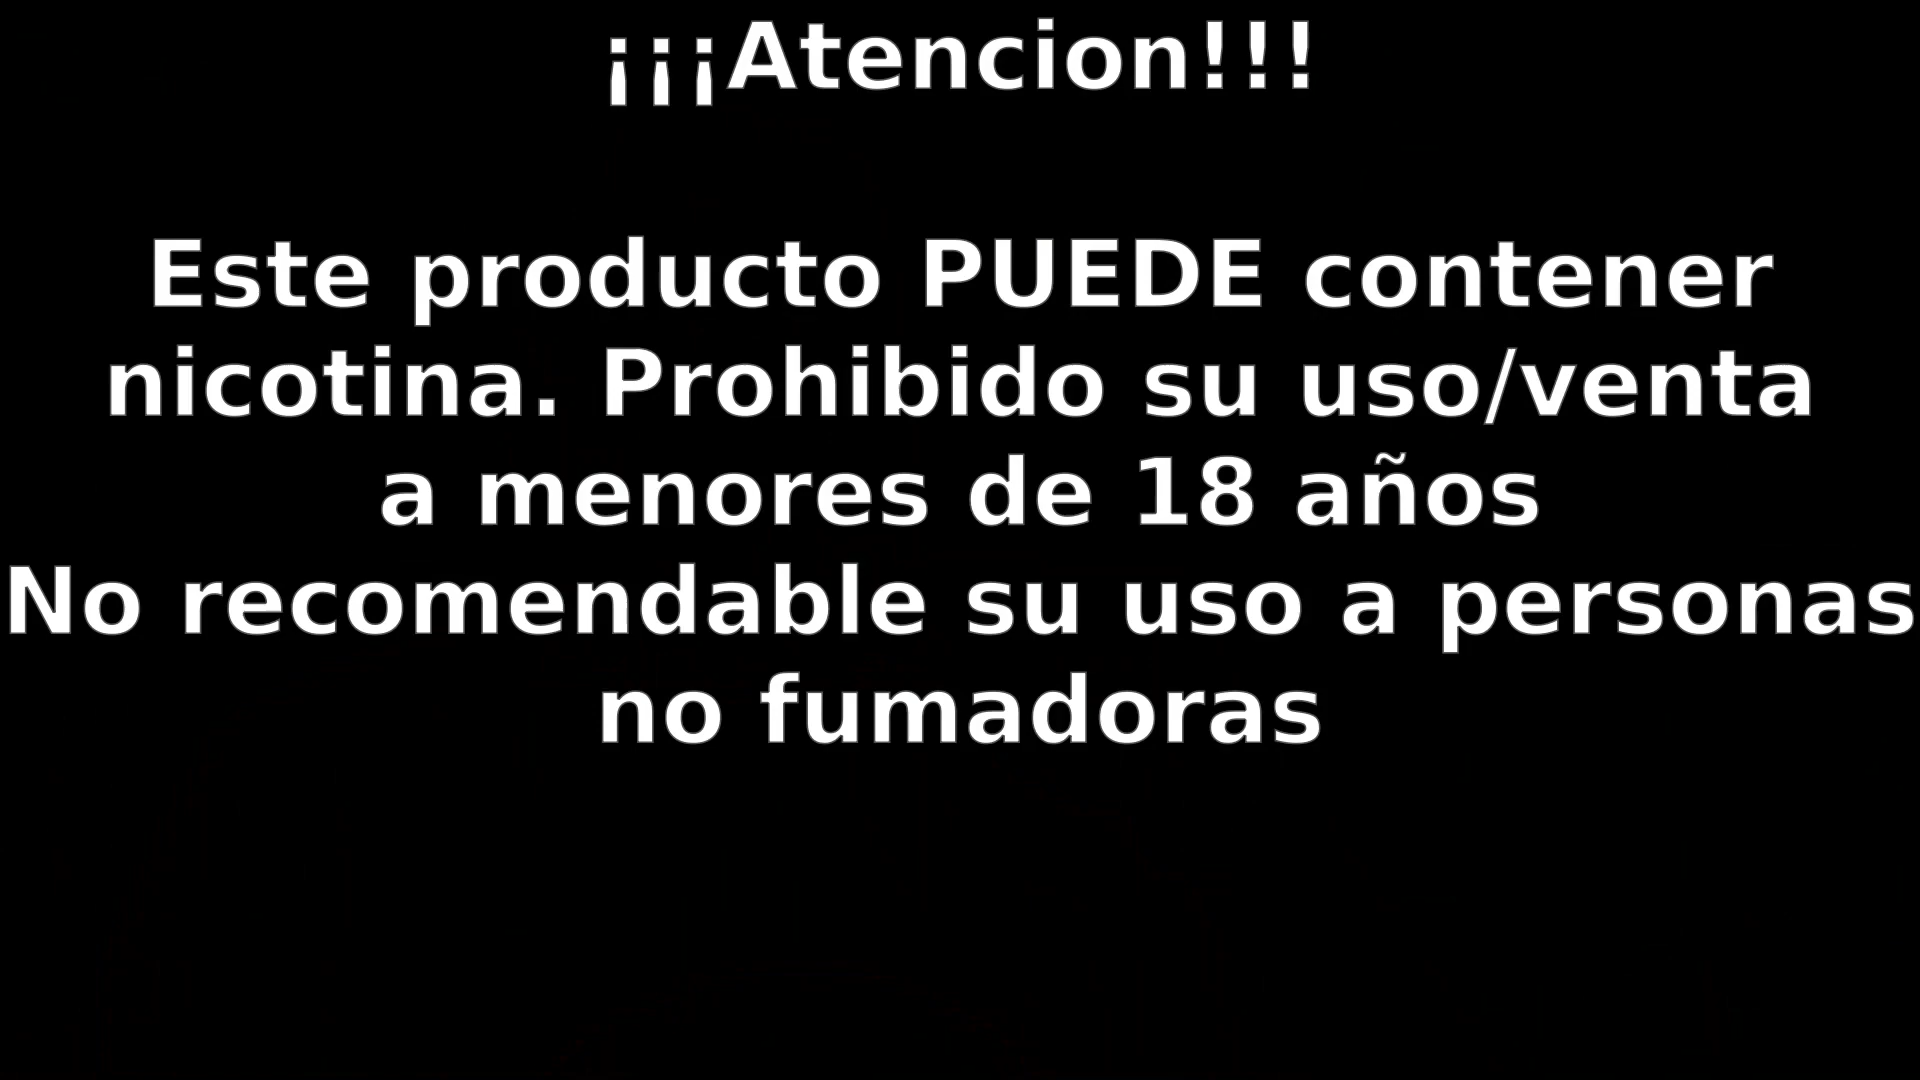 ¡¡¡Atencion!!!
Este producto PUEDE contener
nicotina. Prohibido su uso/venta
a menores de 18 años
No recomendable su uso a personas
no fumadoras